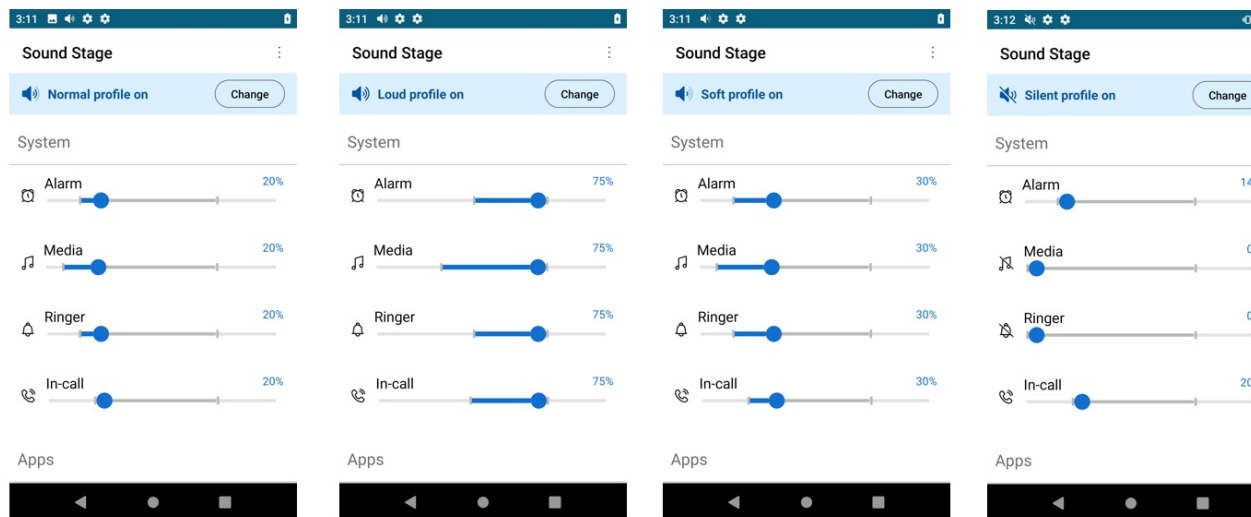 3:11
Sound Stage
Normal profile on
Change
System
Alarm
20%
Media
20%
Ringer
20%
In-call
20%
Apps
3:11
Sound Stage
Loud profile on
Change
System
Alarm
75%
Media
75%
Ringer
75%
In-call
75%
Apps
3:11
Sound Stage
Soft profile on
Change
System
Alarm
30%
Media
30%
Ringer
30%
In-call
30%
Apps
3:12
Sound Stage
Silent profile on
Change
System
Alarm
14
Media
Ringer
In-call
20
Apps